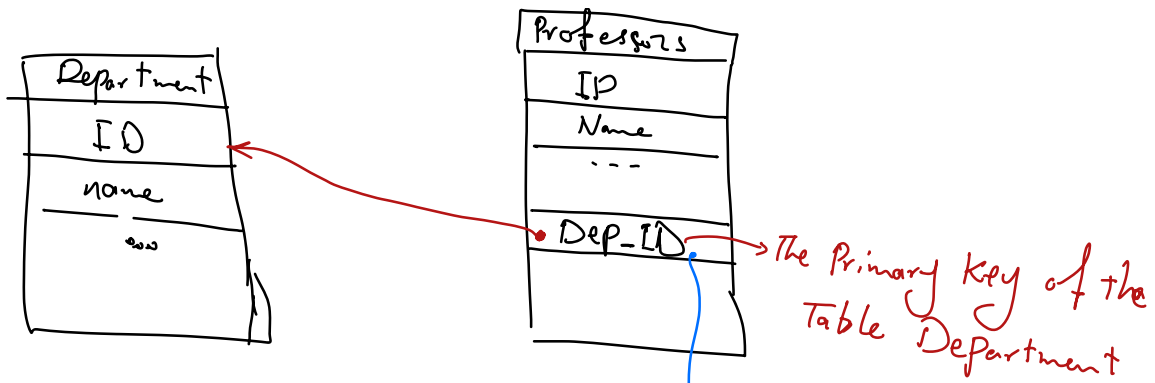 Department
ID
name
...
Professors
ID
Name
...
Dep_ID
The Primary Key of the
Table Department